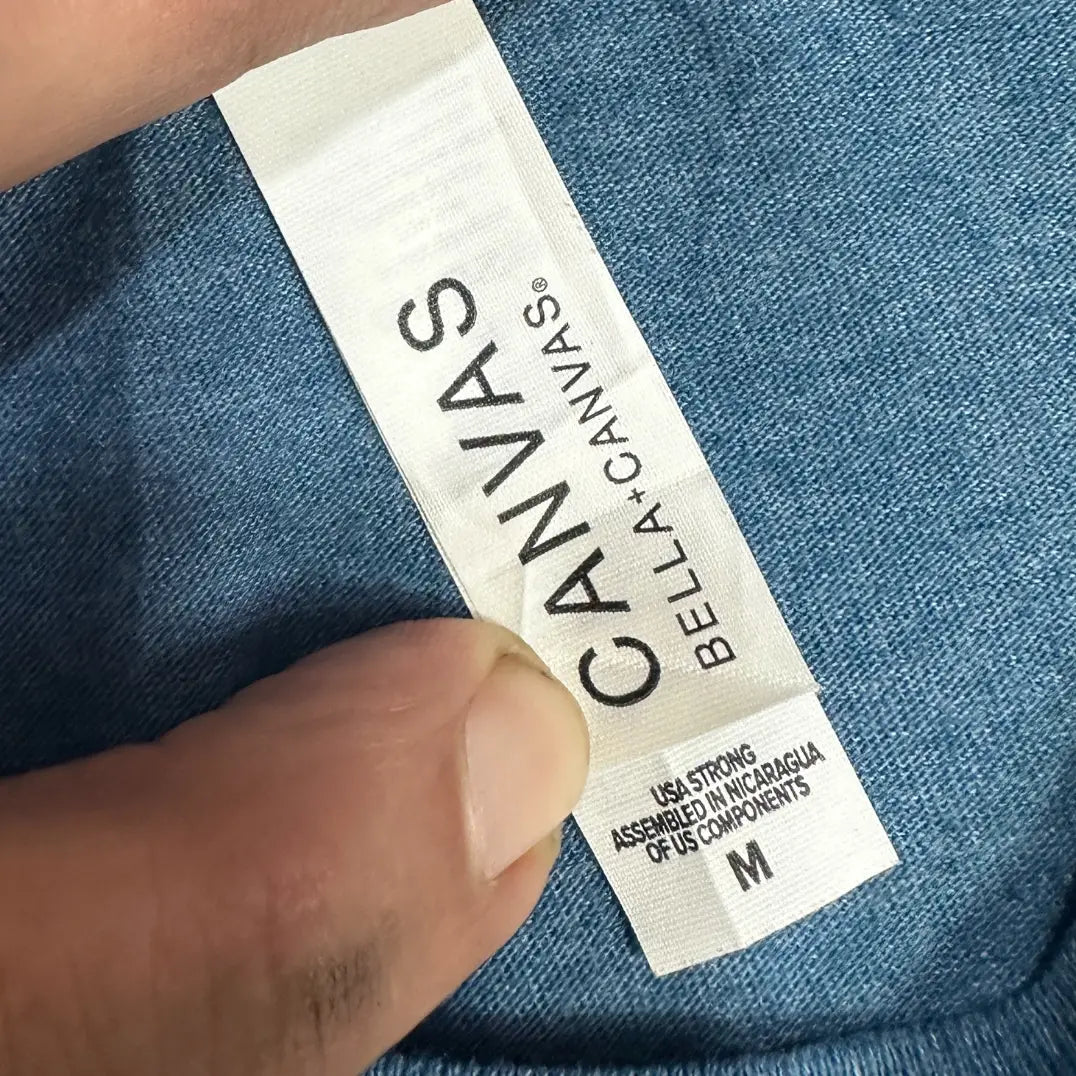 CANVAS
BELLA+CANVAS®
USA STRONG
ASSEMBLED IN NICARAGUA
OF US COMPONENTS
M